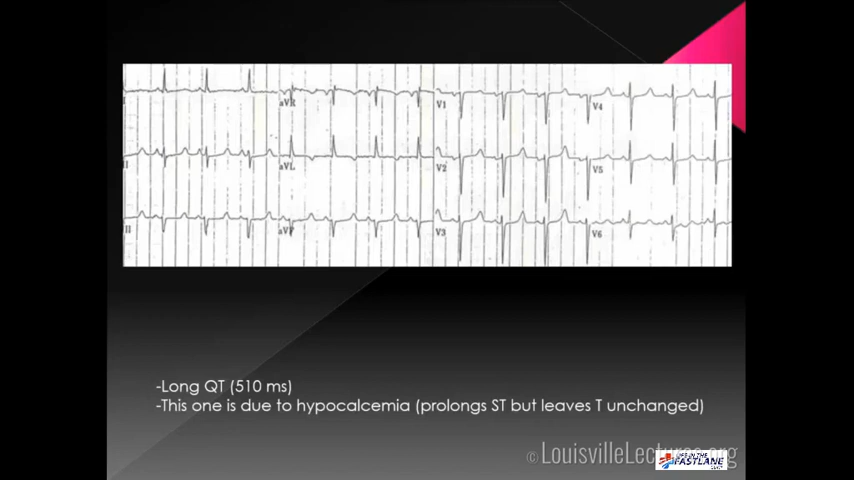 I
aVR
V1
V4
II
aVL
V2
V5
II
aVF
V3
V6
-Long QT (510 ms)
-This one is due to hypocalcemia (prolongs ST but leaves T unchanged)
© LouisvilleLectures.org
LIFE IN THE
FASTLANE